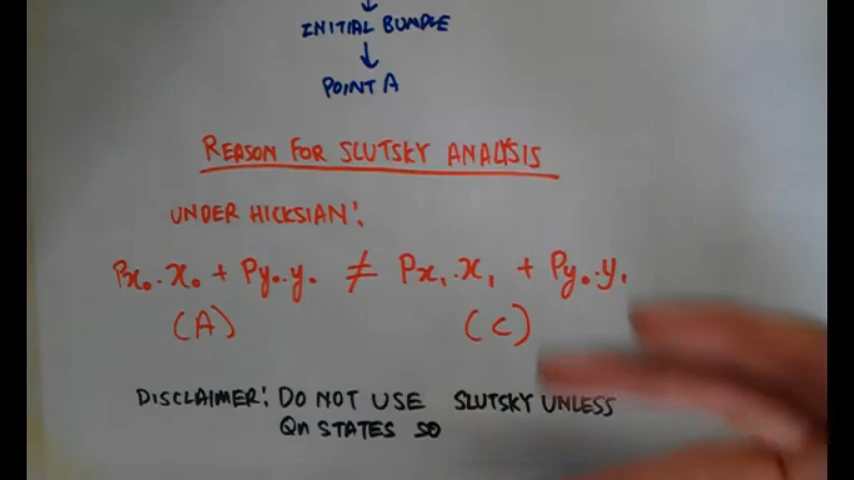 INITIAL BUNDLE
↓
POINT A
REASON FOR SLUTSKY ANALYSIS
UNDER HICKSIAN:
Px₀.x₀ + Py₀.y₀ ≠ Px₁.x₁ + Py₀.y₁
(A) (C)
DISCLAIMER: DO NOT USE SLUTSKY UNLESS
Qn STATES SO